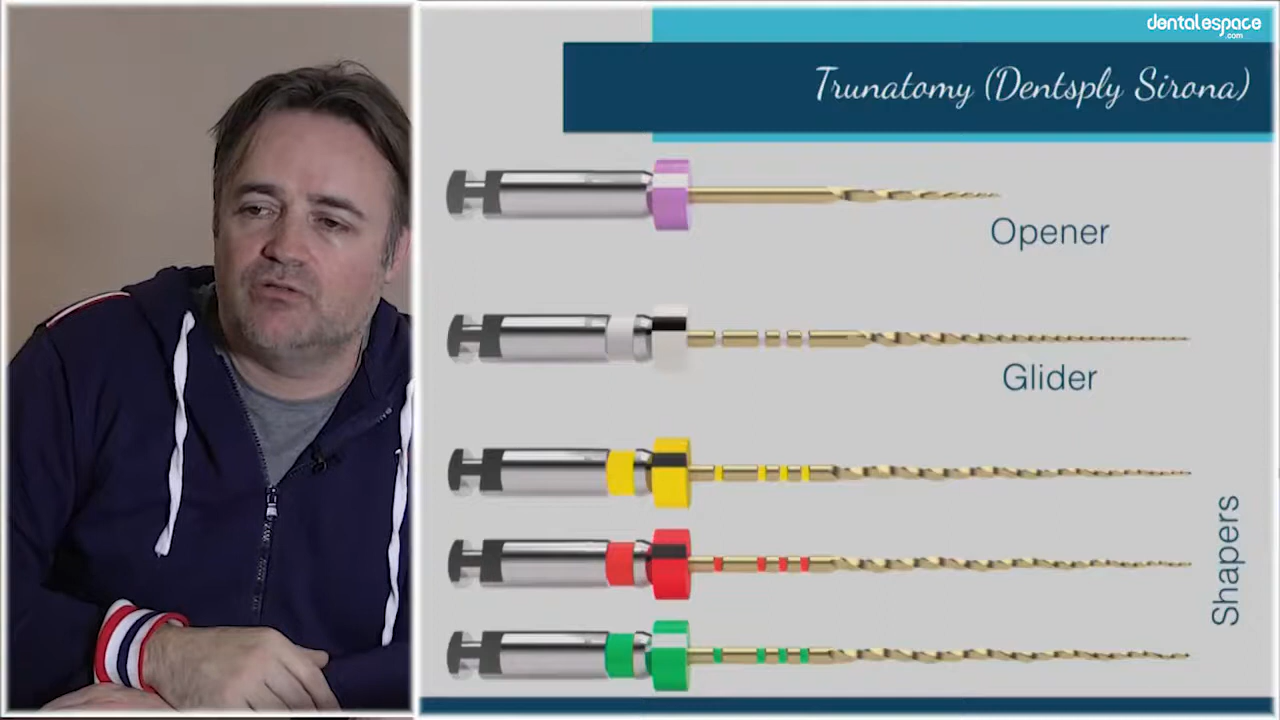 dentalespace
.com
Trunatomy (Dentsply Sirona)
Opener
Glider
Shapers